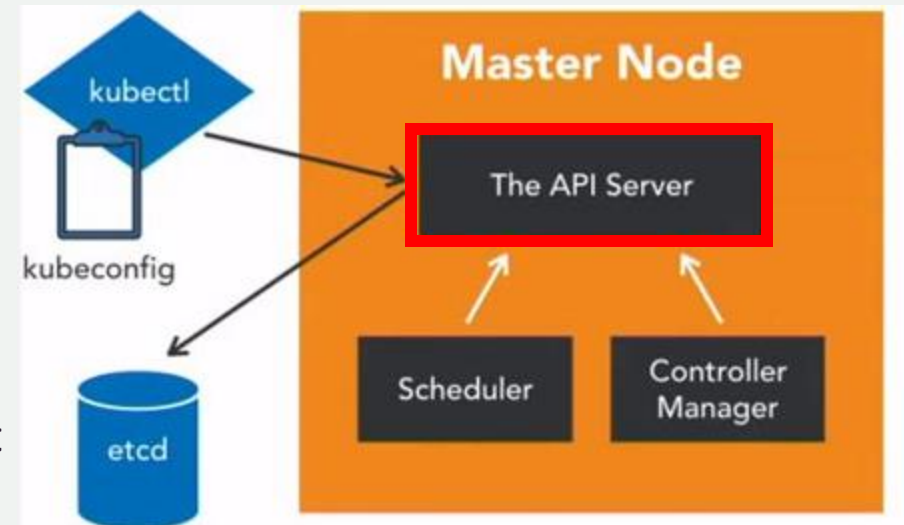 Master Node
kubectl
The API Server
kubeconfig
Scheduler
Controller
Manager
etcd